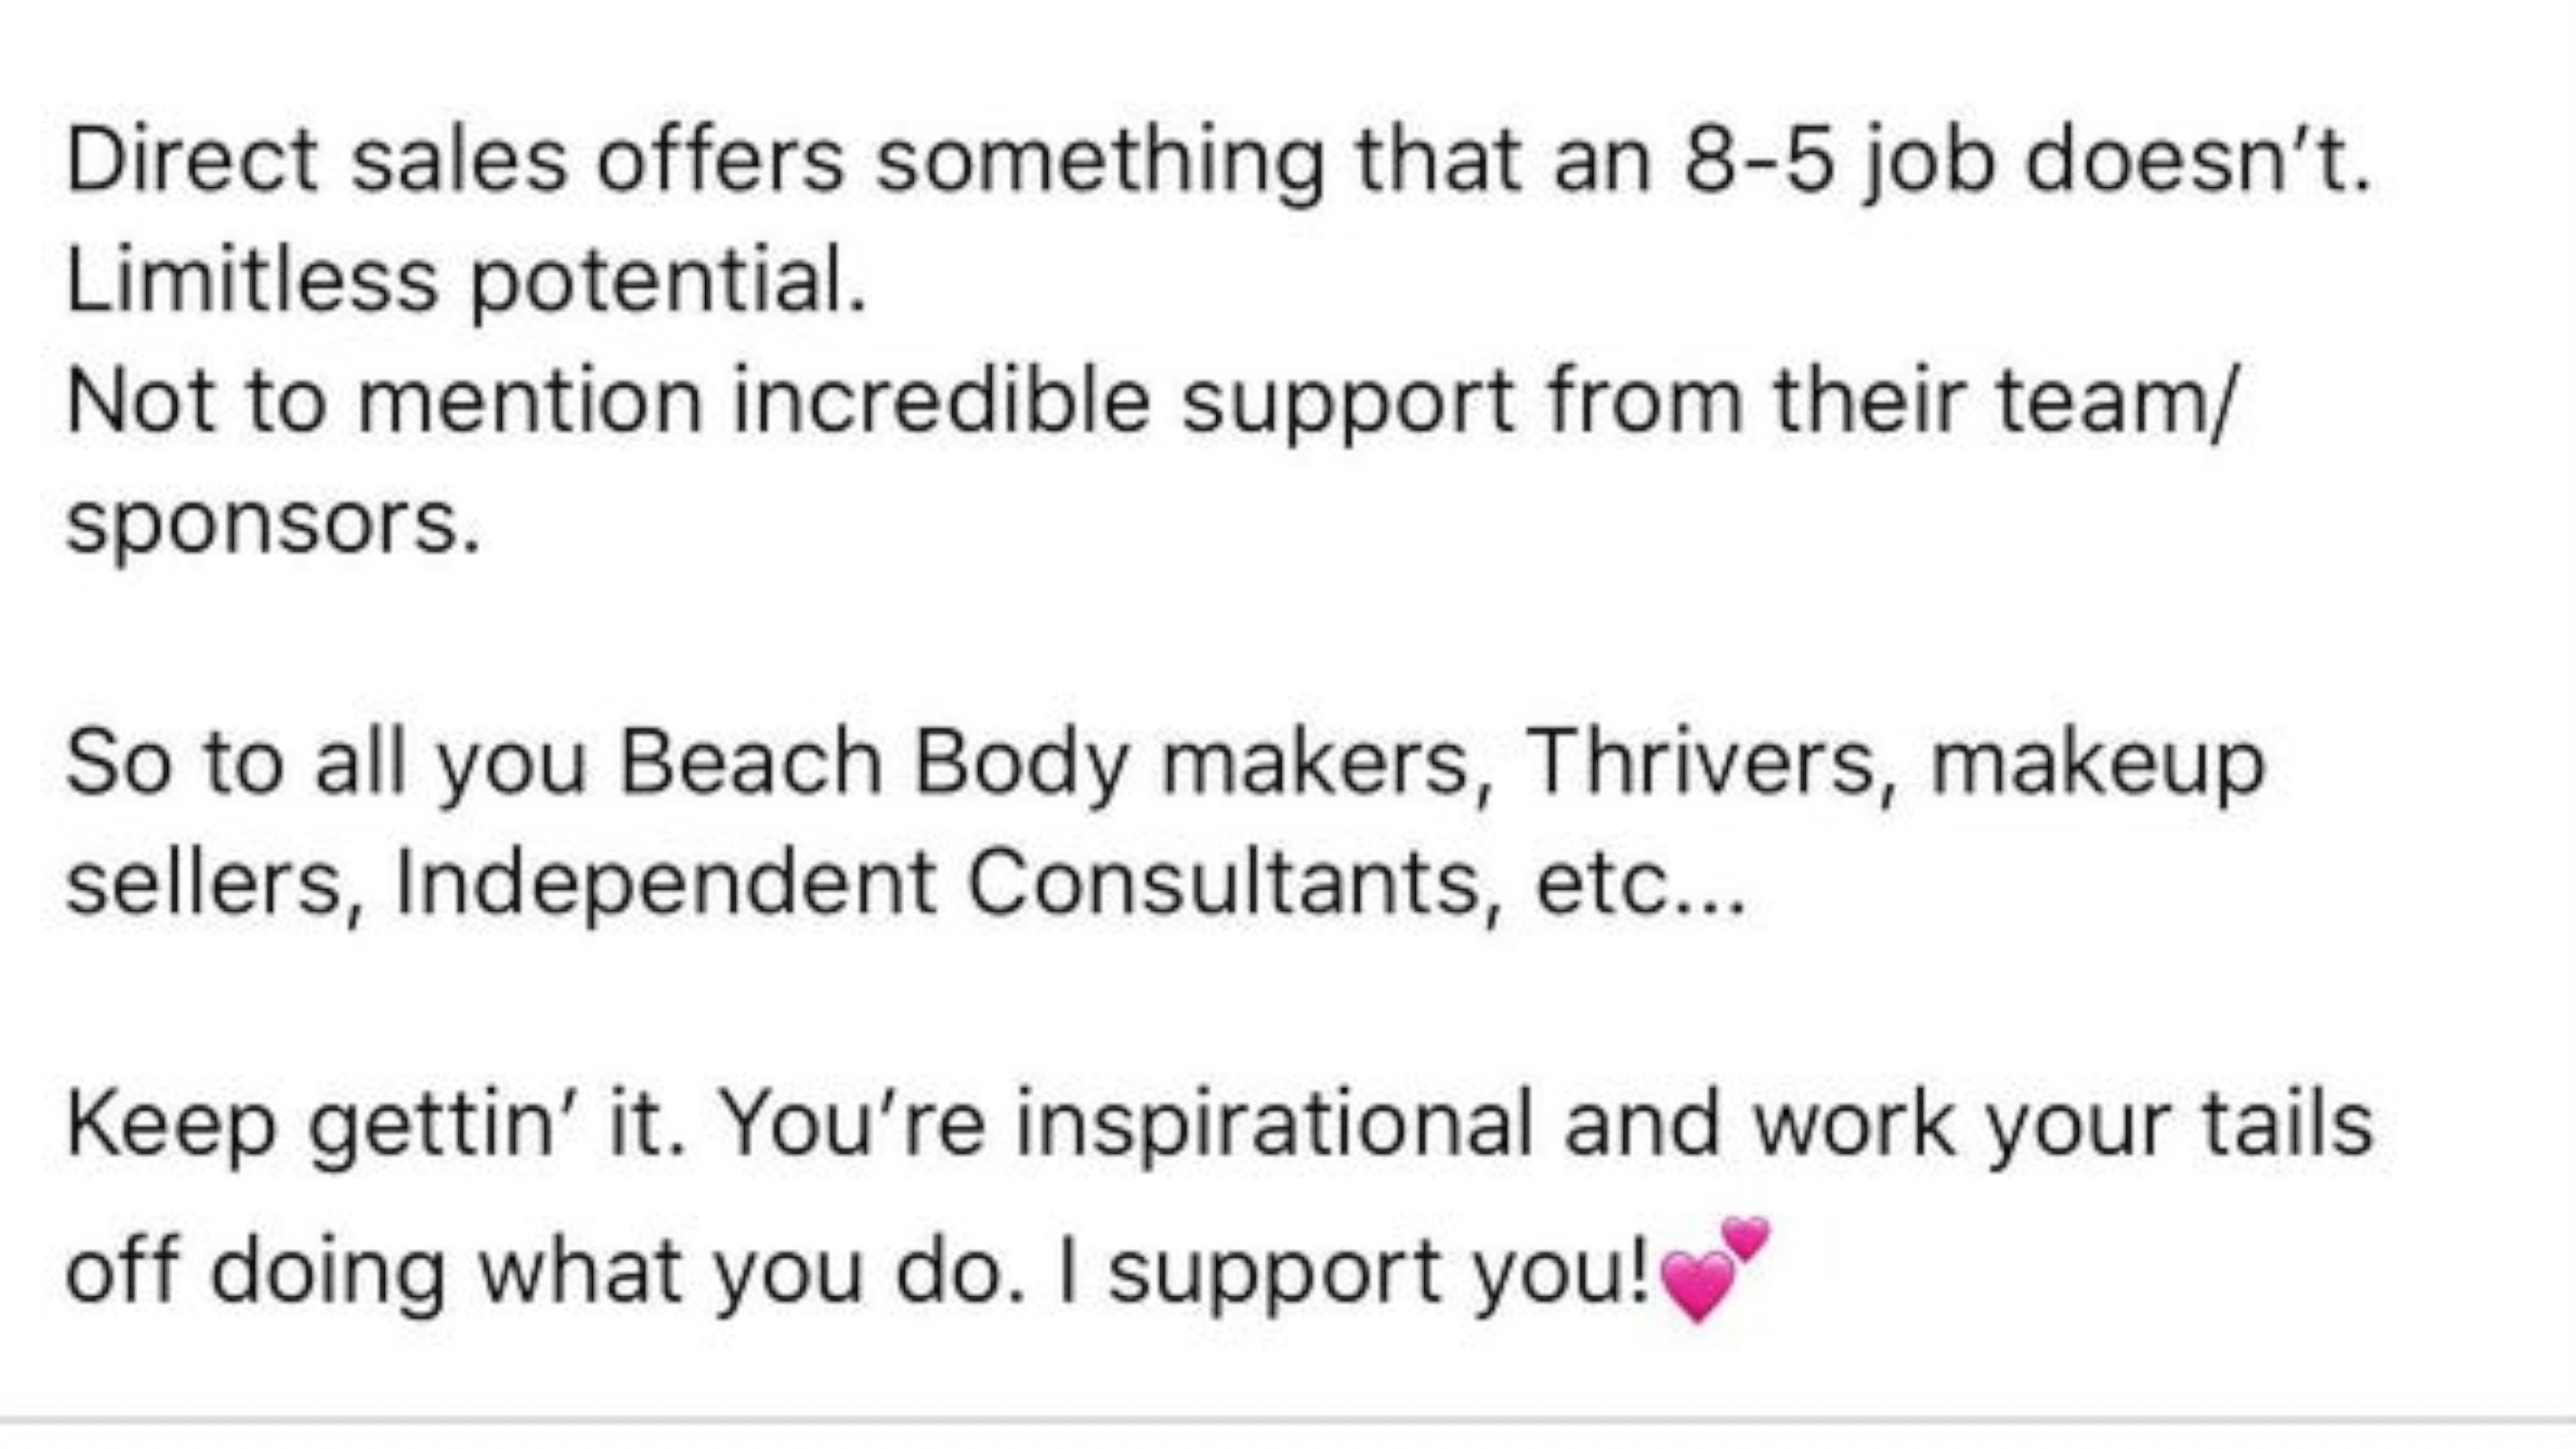 Direct sales offers something that an 8-5 job doesn’t.
Limitless potential.
Not to mention incredible support from their team/
sponsors.
So to all you Beach Body makers, Thrivers, makeup
sellers, Independent Consultants, etc...
Keep gettin’ it. You’re inspirational and work your tails
off doing what you do. I support you!💕